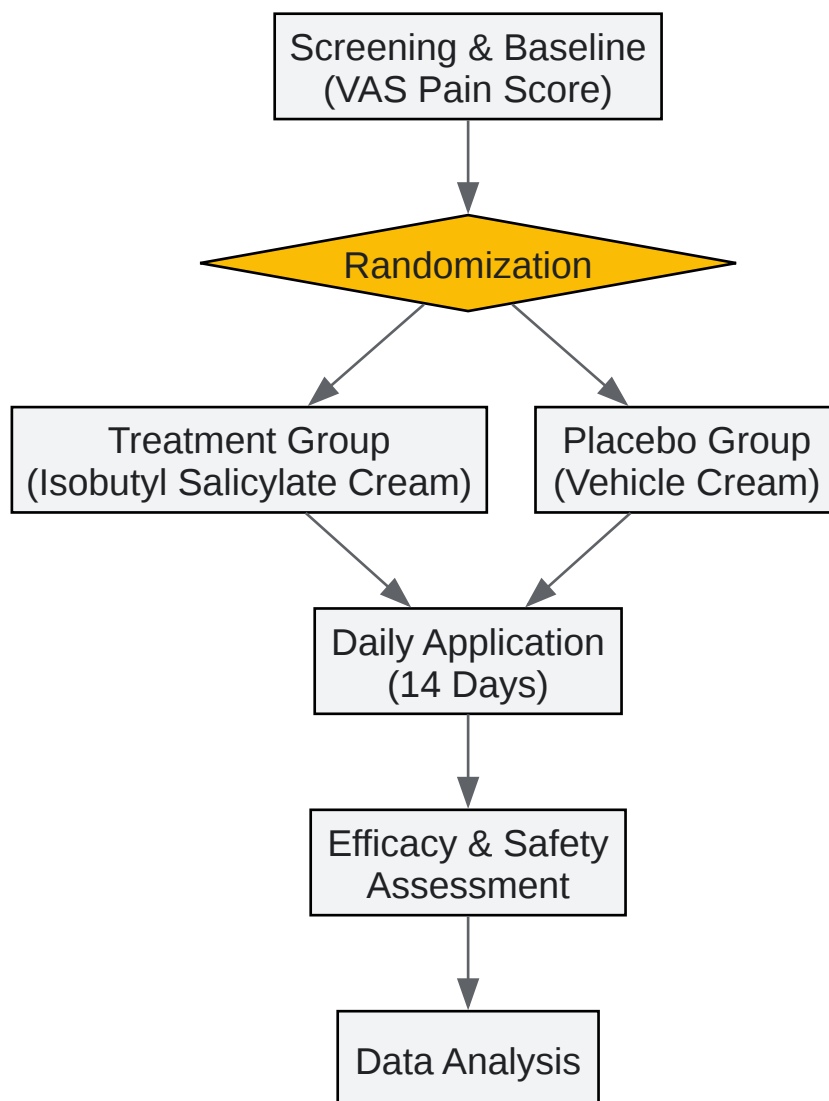 Screening & Baseline
(VAS Pain Score)
Randomization
Treatment Group
(Isobutyl Salicylate Cream)
Placebo Group
(Vehicle Cream)
Daily Application
(14 Days)
Efficacy & Safety
Assessment
Data Analysis